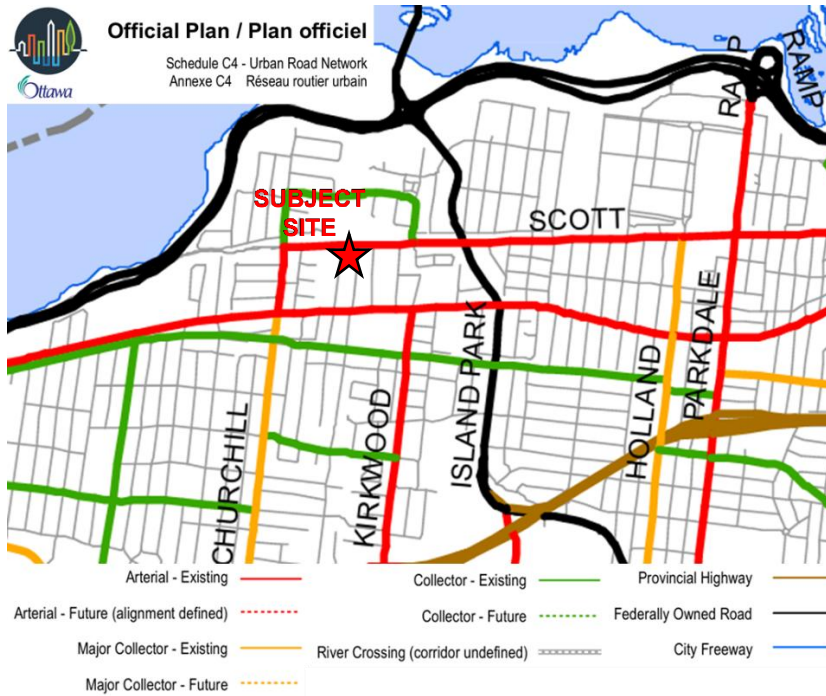 Official Plan / Plan officiel
Schedule C4 - Urban Road Network
Annexe C4 Réseau routier urbain
Ottawa
RAMP
RAMP
SUBJECT
SITE
SCOTT
ISLAND PARK
PARKDALE
HOLLAND
KIRKWOOD
CHURCHILL
Arterial - Existing
Arterial - Future (alignment defined)
Major Collector - Existing
Major Collector - Future
Collector - Existing
Collector - Future
River Crossing (corridor undefined)
Provincial Highway
Federally Owned Road
City Freeway